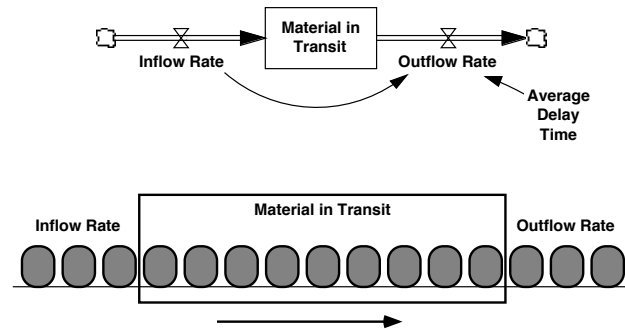 Material in
Transit
Inflow Rate
Outflow Rate
Average
Delay
Time
Material in Transit
Inflow Rate
Outflow Rate